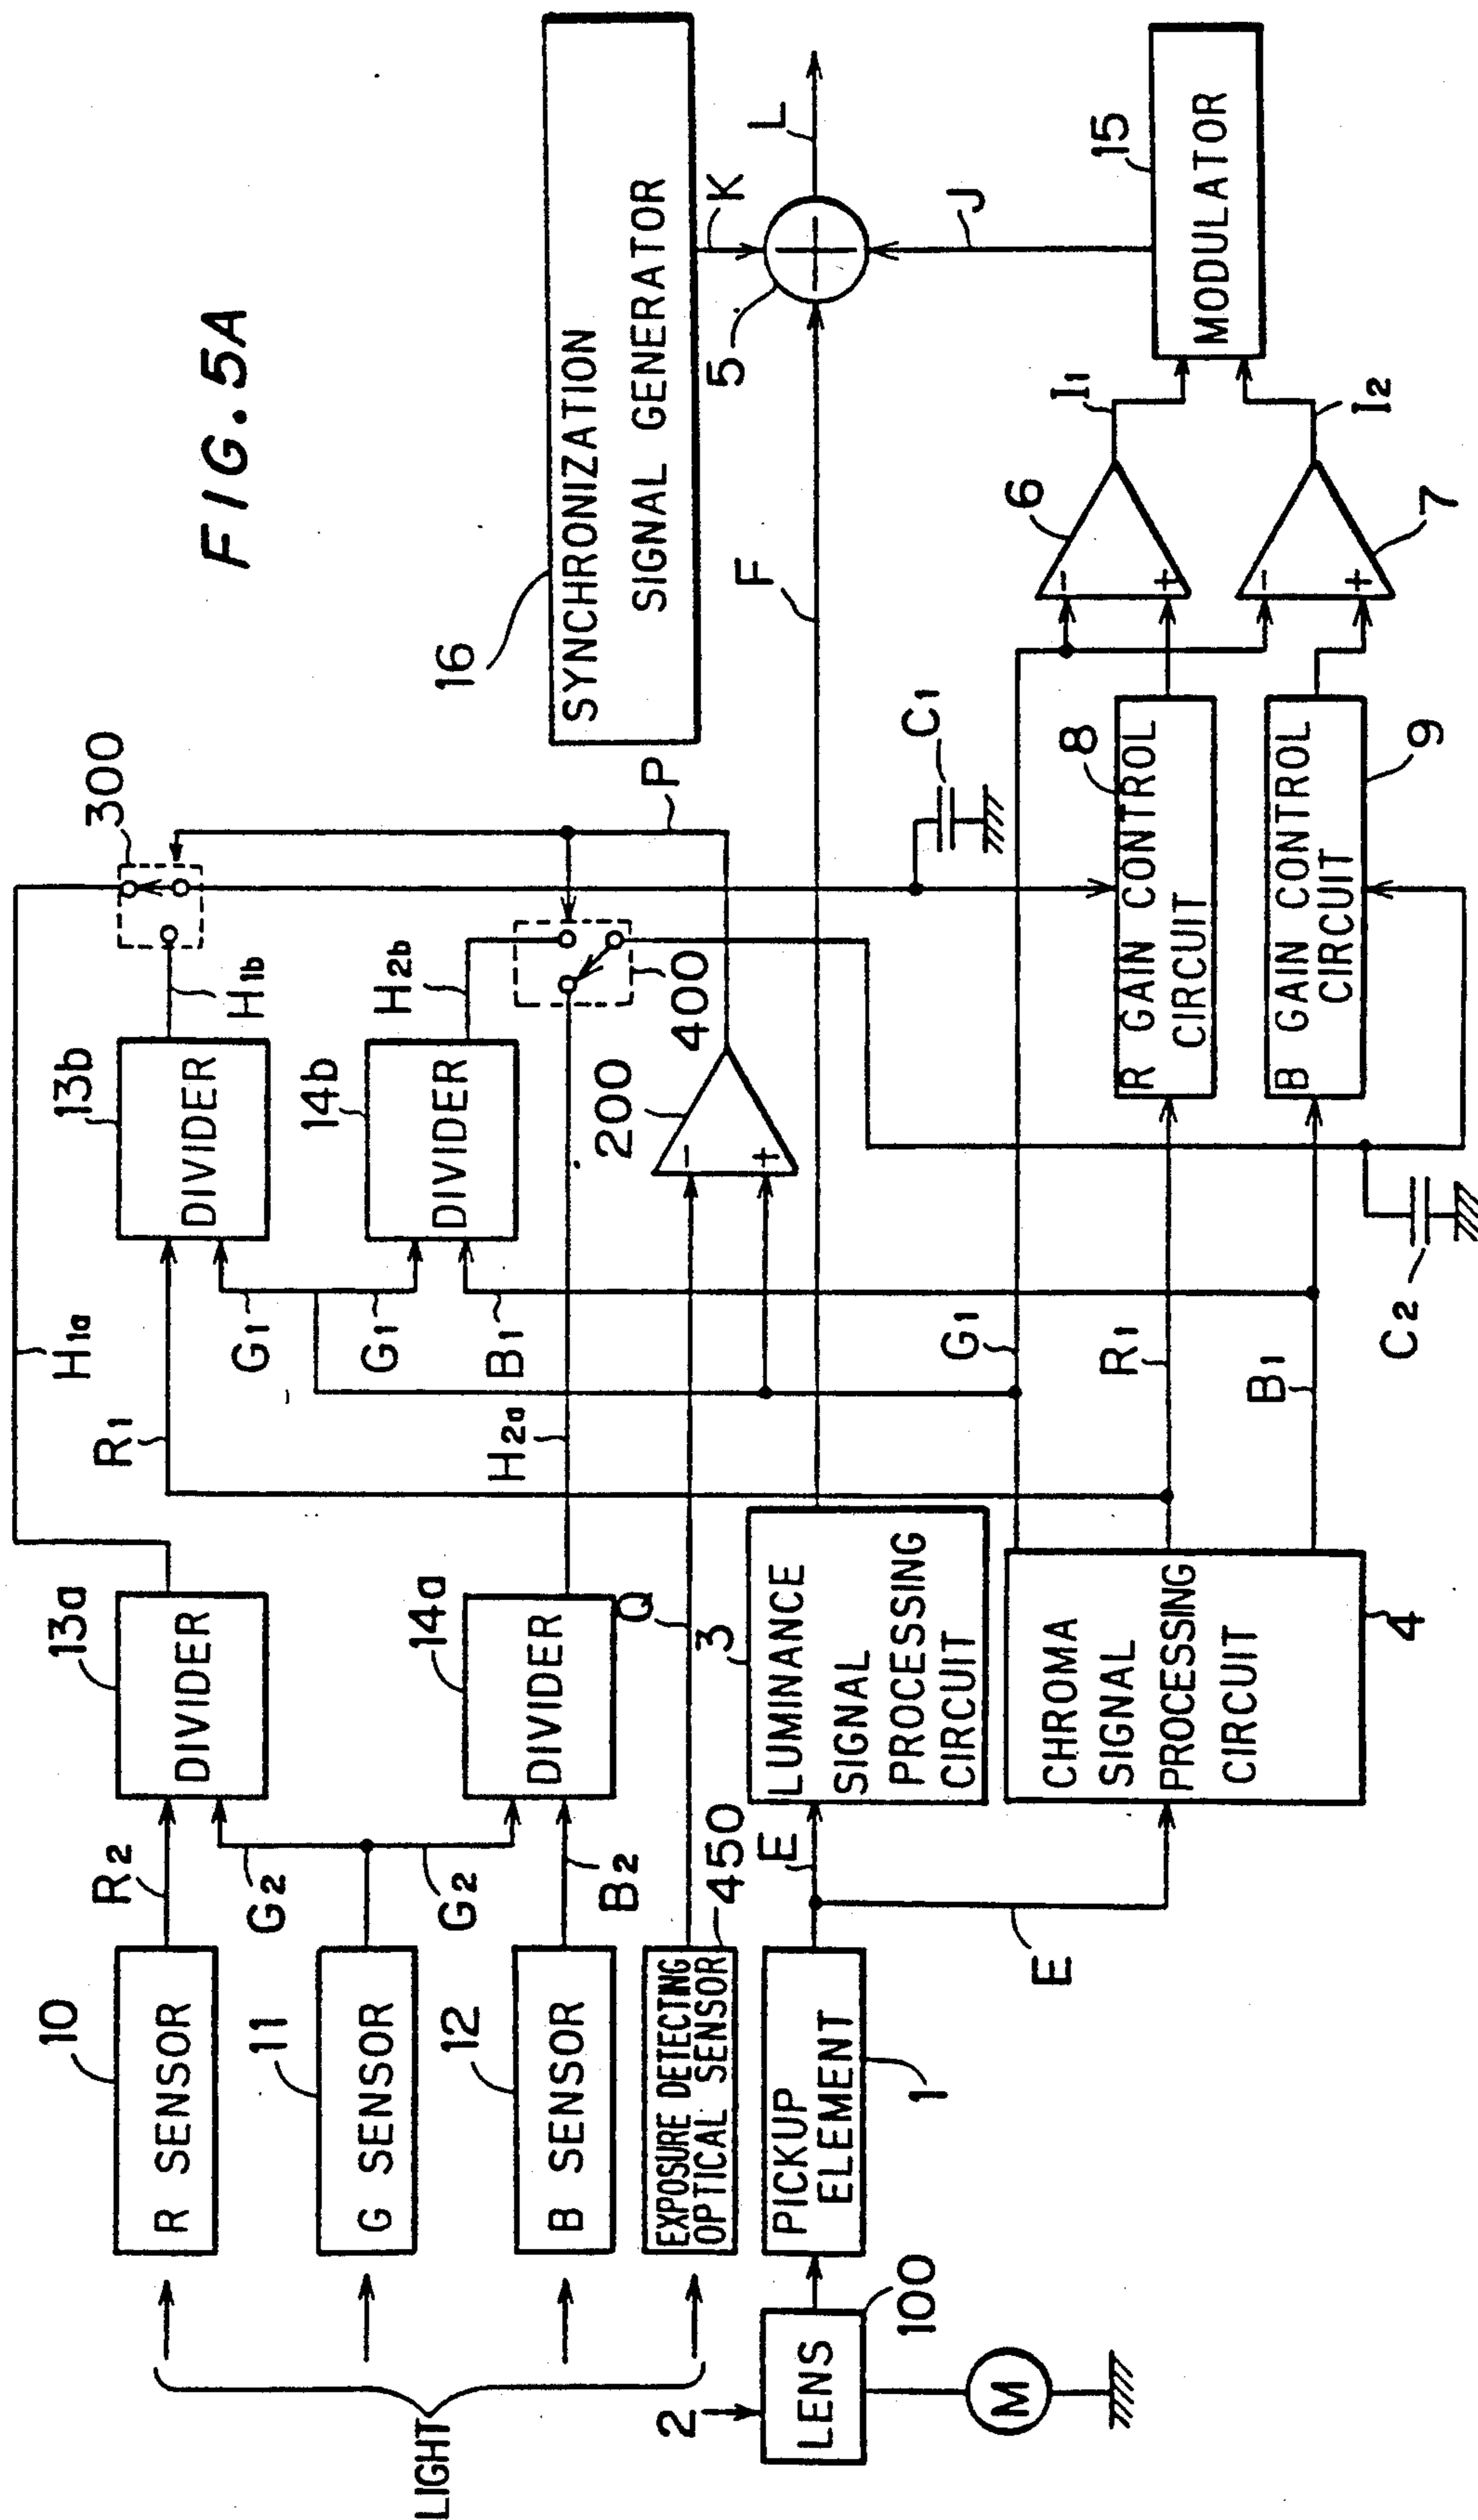 FIG. 5A
LIGHT
10
R SENSOR
11
G SENSOR
12
B SENSOR
EXPOSURE DETECTING
OPTICAL SENSOR
450
2
LENS
100
M
PICKUP
ELEMENT
1
E
E
R2
G2
G2
B2
13a
DIVIDER
14a
DIVIDER
Q
3
LUMINANCE
SIGNAL
PROCESSING
CIRCUIT
CHROMA
SIGNAL
PROCESSING
CIRCUIT
4
H1a
R1
G1
G1
B1
H2a
G1
R1
B1
C2
13b
DIVIDER
14b
DIVIDER
H1b
H2b
200
-
+
400
300
P
C1
R GAIN CONTROL
CIRCUIT
8
B GAIN CONTROL
CIRCUIT
9
16
SYNCHRONIZATION
SIGNAL GENERATOR
F
5
K
L
J
6
-
+
7
-
+
I1
I2
15
MODULATOR